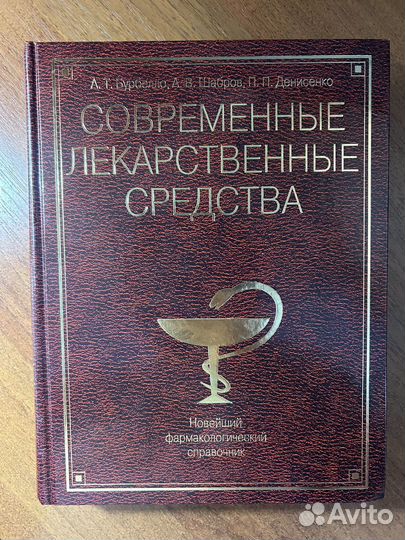 А. Т. Бурбелло, А. В. Шабров, П. П. Денисенко
СОВРЕМЕННЫЕ
ЛЕКАРСТВЕННЫЕ
СРЕДСТВА
Новейший
фармакологический
справочник
Avito